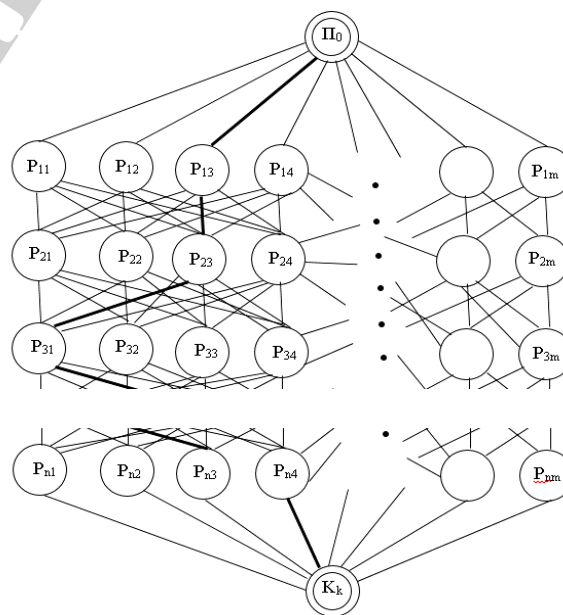 Π0
P11 P12 P13 P14 P1m
P21 P22 P23 P24 P2m
P31 P32 P33 P34 P3m
Pn1 Pn2 Pn3 Pn4 Pnm
Kk